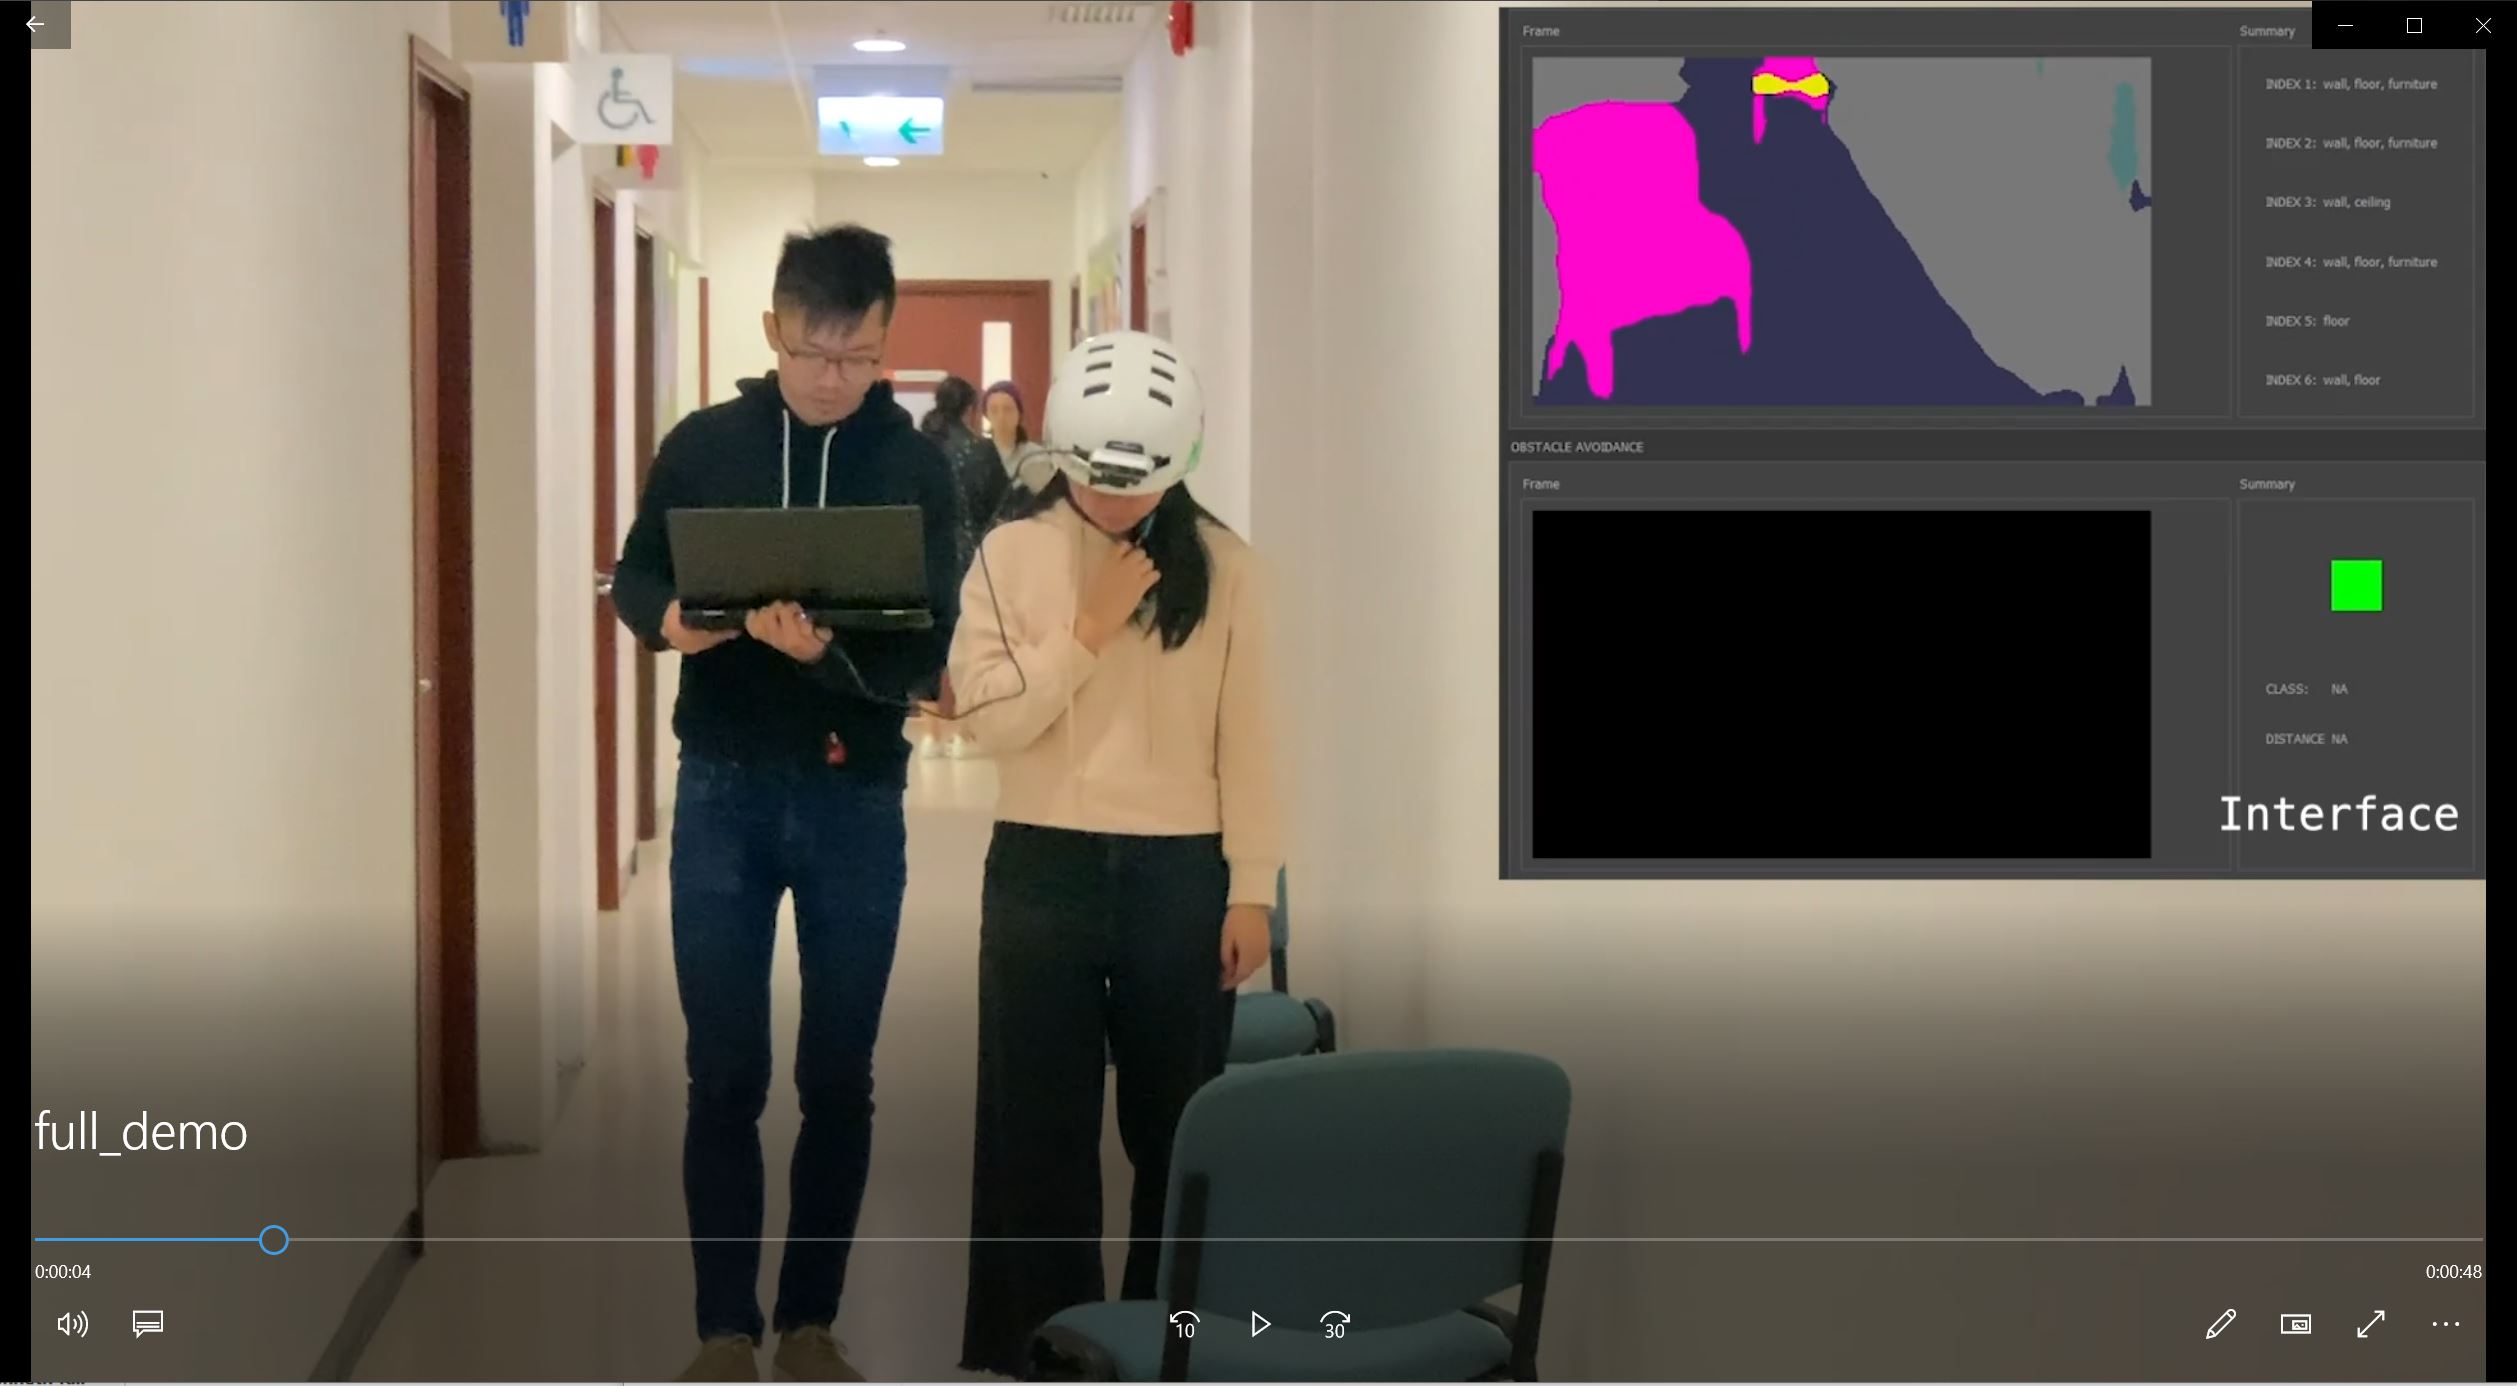 Frame
Summary
INDEX 1: wall, floor, furniture
INDEX 2: wall, floor, furniture
INDEX 3: wall, ceiling
INDEX 4: wall, floor, furniture
INDEX 5: floor
INDEX 6: wall, floor
OBSTACLE AVOIDANCE
Frame
Summary
CLASS: NA
DISTANCE NA
Interface
full_demo
0:00:04
0:00:48
10
30